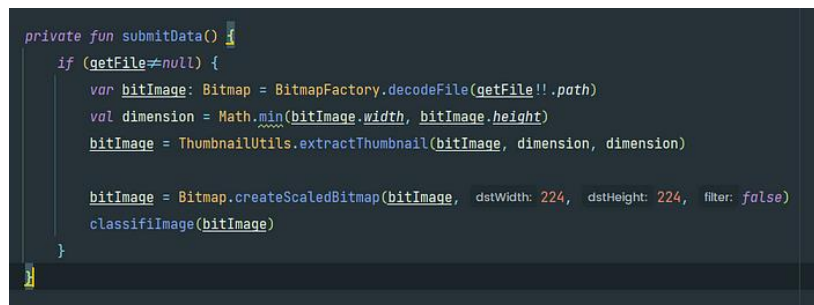 private fun submitData() {
if (getFile≠null) {
var bitImage: Bitmap = BitmapFactory.decodeFile(getFile!!.path)
val dimension = Math.min(bitImage.width, bitImage.height)
bitImage = ThumbnailUtils.extractThumbnail(bitImage, dimension, dimension)
bitImage = Bitmap.createScaledBitmap(bitImage, dstWidth: 224, dstHeight: 224, filter: false)
classifiImage(bitImage)
}
}